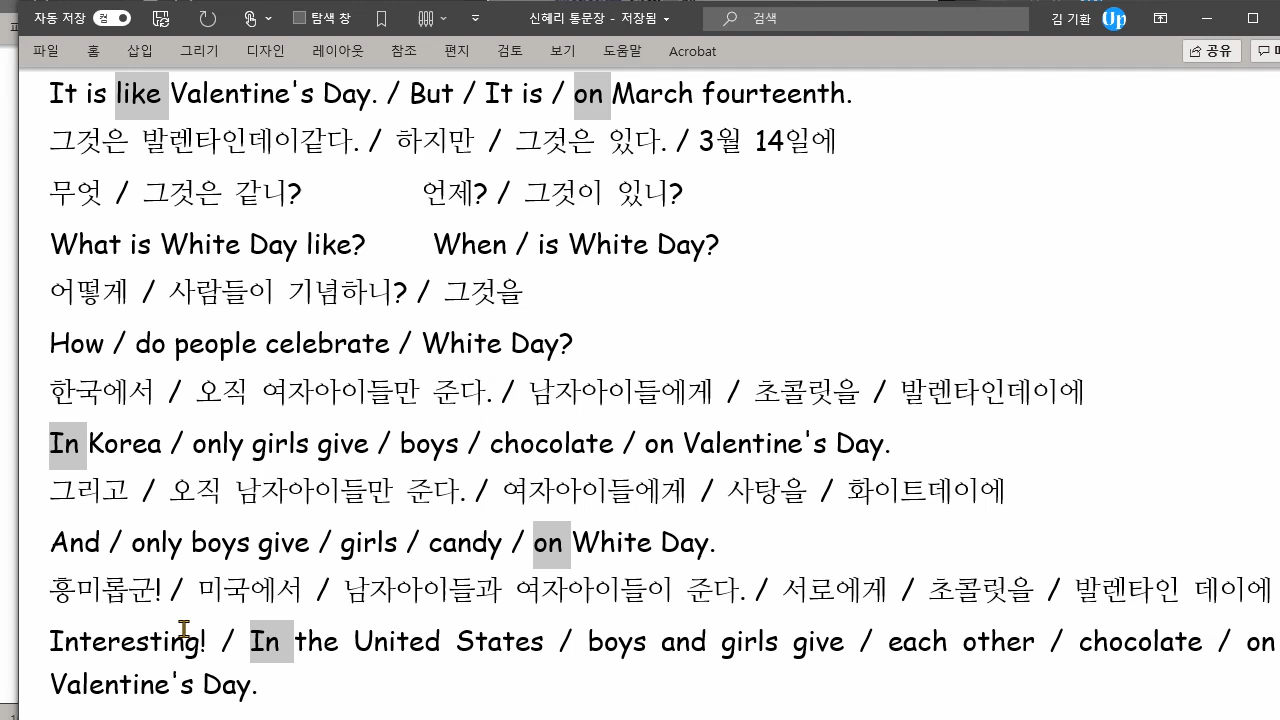 자동 저장 컴 탐색 창 신혜리 통문장 - 저장됨 검색 김 기환 Up
파일 홈 삽입 그리기 디자인 레이아웃 참조 편지 검토 보기 도움말 Acrobat 공유
It is like Valentine's Day. / But / It is / on March fourteenth.
그것은 발렌타인데이같다. / 하지만 / 그것은 있다. / 3월 14일에
무엇 / 그것은 같니? 언제? / 그것이 있니?
What is White Day like? When / is White Day?
어떻게 / 사람들이 기념하니? / 그것을
How / do people celebrate / White Day?
한국에서 / 오직 여자아이들만 준다. / 남자아이들에게 / 초콜릿을 / 발렌타인데이에
In Korea / only girls give / boys / chocolate / on Valentine's Day.
그리고 / 오직 남자아이들만 준다. / 여자아이들에게 / 사탕을 / 화이트데이에
And / only boys give / girls / candy / on White Day.
흥미롭군! / 미국에서 / 남자아이들과 여자아이들이 준다. / 서로에게 / 초콜릿을 / 발렌타인 데이에
Interesting! / In the United States / boys and girls give / each other / chocolate / on
Valentine's Day.